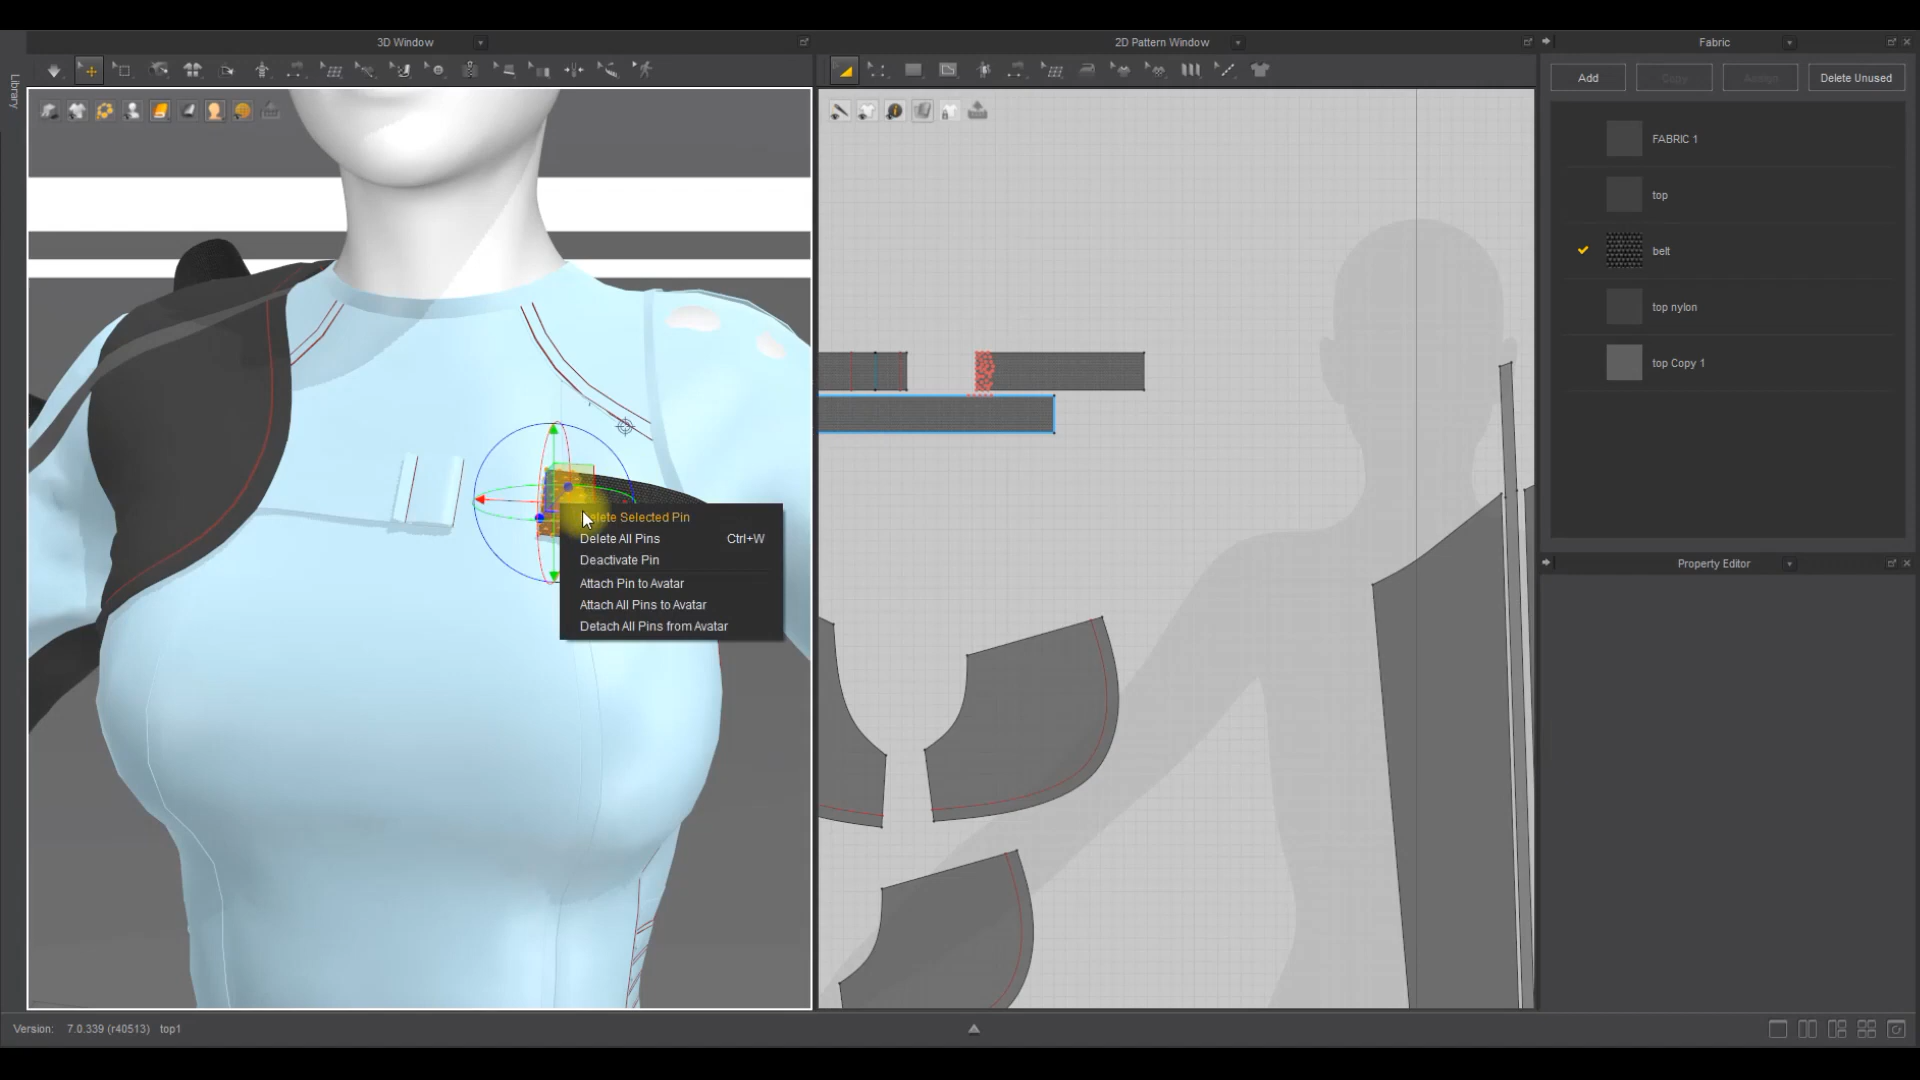 3D Window
2D Pattern Window
Fabric
Library
Add
Copy
Assign
Delete Unused
FABRIC 1
top
belt
top nylon
top Copy 1
Selected Pin
Delete All Pins Ctrl+W
Deactivate Pin
Attach Pin to Avatar
Attach All Pins to Avatar
Detach All Pins from Avatar
Property Editor
Version: 7.0.339 (r40513) top1